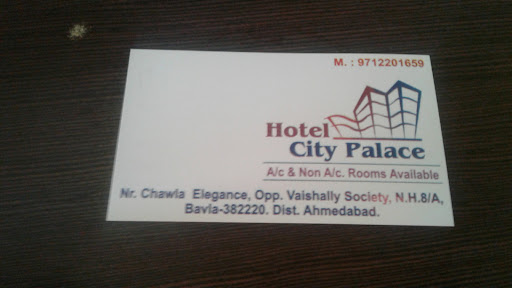 M. : 9712201659
Hotel
City Palace
A/c & Non A/c. Rooms Available
Nr. Chawla Elegance, Opp. Vaishally Society, N.H.8/A,
Bavla-382220. Dist. Ahmedabad.